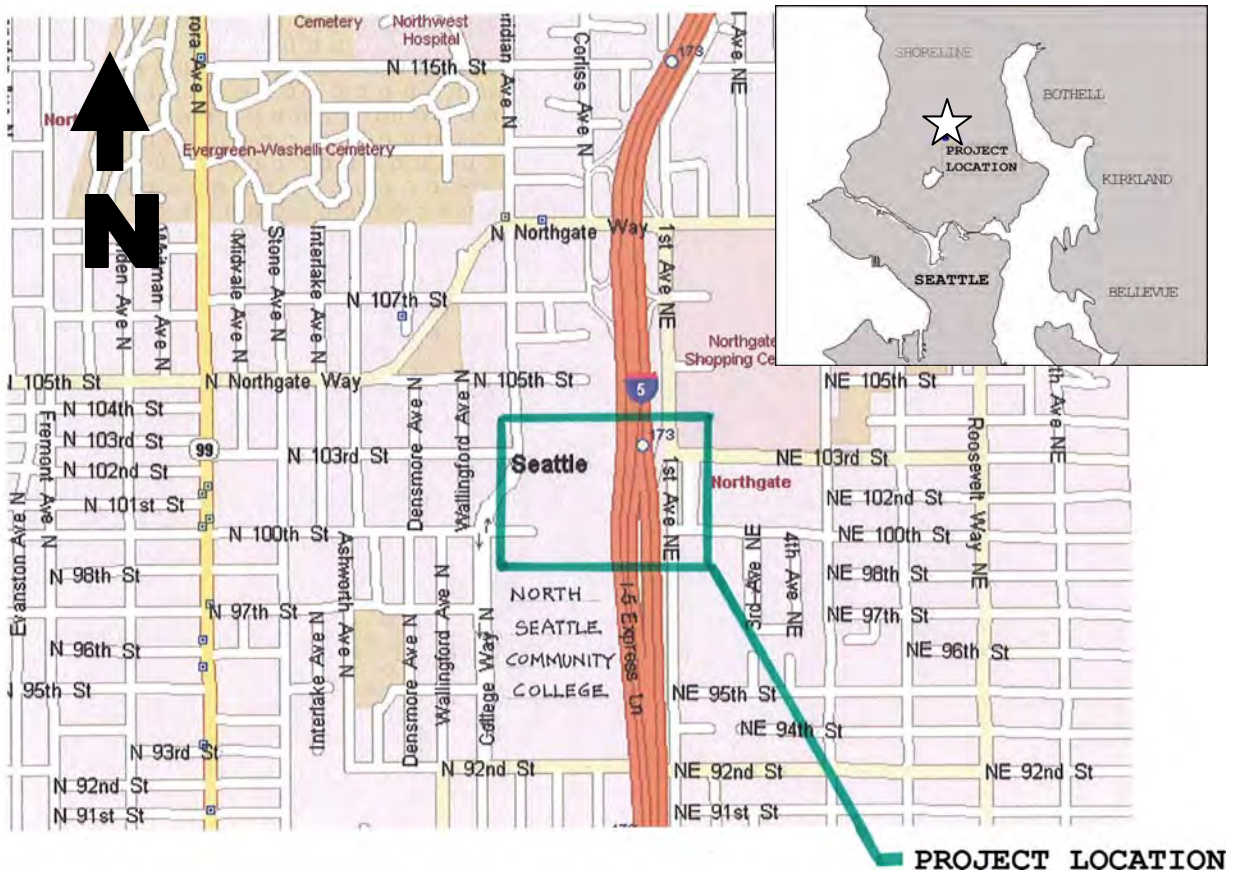 Cemetery
Northwest
Hospital
N 115th St
Corliss Ave N
173
Ave NE
Evergreen-Washelli Cemetery
N
N Northgate Way
1st Ave NE
Midvale Ave N
Stone Ave N
Interlake Ave N
N 107th St
Northgate
5
N Northgate Way
N 105th St
NE 105th St
N 104th St
N 103rd St
N 102nd St
N 101st St
99
N 103rd St
Densmore Ave N
Wallingford Ave N
Seattle
173
1st Ave NE
NE 103rd St
Northgate
NE 102nd St
Roosevelt Way NE
Fremont Ave N
Evanston Ave N
N 100th St
NE 100th St
N 98th St
Ashworth Ave N
3rd Ave NE
4th Ave NE
NE 98th St
N 97th St
NE 97th St
N 96th St
NE 96th St
95th St
Interlake Ave N
Densmore Ave N
Wallingford Ave N
College Way N
NORTH
SEATTLE
COMMUNITY
COLLEGE
I-5 Express Ln
NE 95th St
NE 94th St
N 93rd St
N 92nd St
N 92nd St
NE 92nd St
NE 92nd St
N 91st St
NE 91st St
SHORELINE
BOTHELL
PROJECT
LOCATION
KIRKLAND
SEATTLE
BELLEVUE
PROJECT LOCATION